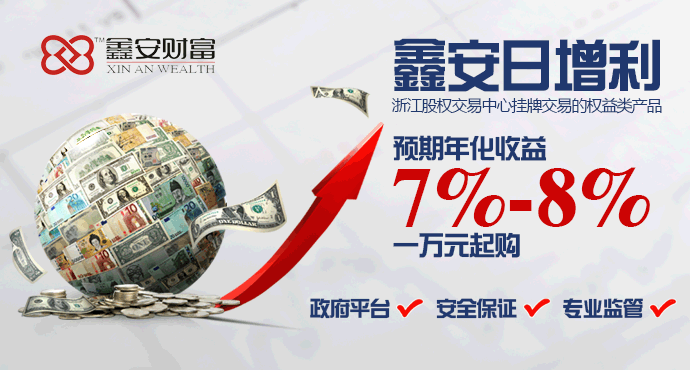 TM
鑫安财富
XIN AN WEALTH
鑫安日增利
浙江股权交易中心挂牌交易的权益类产品
预期年化收益
7%-8%
一万元起购
政府平台 安全保证 专业监管